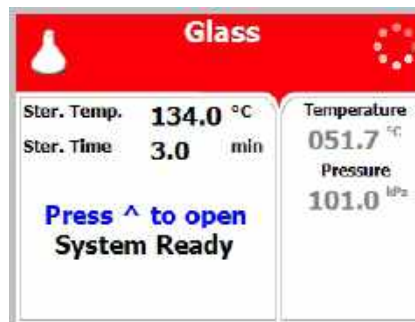 Glass
Ster. Temp. 134.0 °C
Ster. Time 3.0 min
Press ^ to open
System Ready
Temperature
051.7 °C
Pressure
101.0 kPa